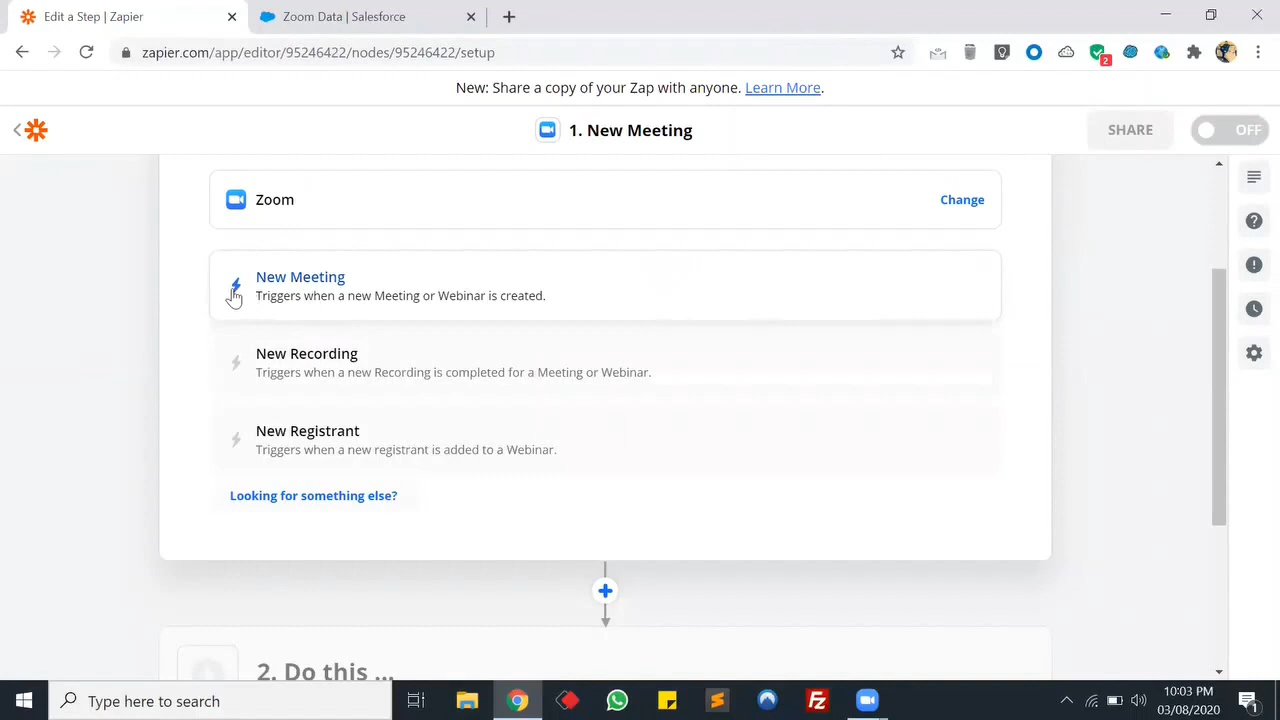 Edit a Step | Zapier
Zoom Data | Salesforce
zapier.com/app/editor/95246422/nodes/95246422/setup
2
New: Share a copy of your Zap with anyone. Learn More.
1. New Meeting
SHARE
OFF
Zoom
Change
New Meeting
Triggers when a new Meeting or Webinar is created.
New Recording
Triggers when a new Recording is completed for a Meeting or Webinar.
New Registrant
Triggers when a new registrant is added to a Webinar.
Looking for something else?
2. Do this ...
Type here to search
10:03 PM
03/08/2020
1